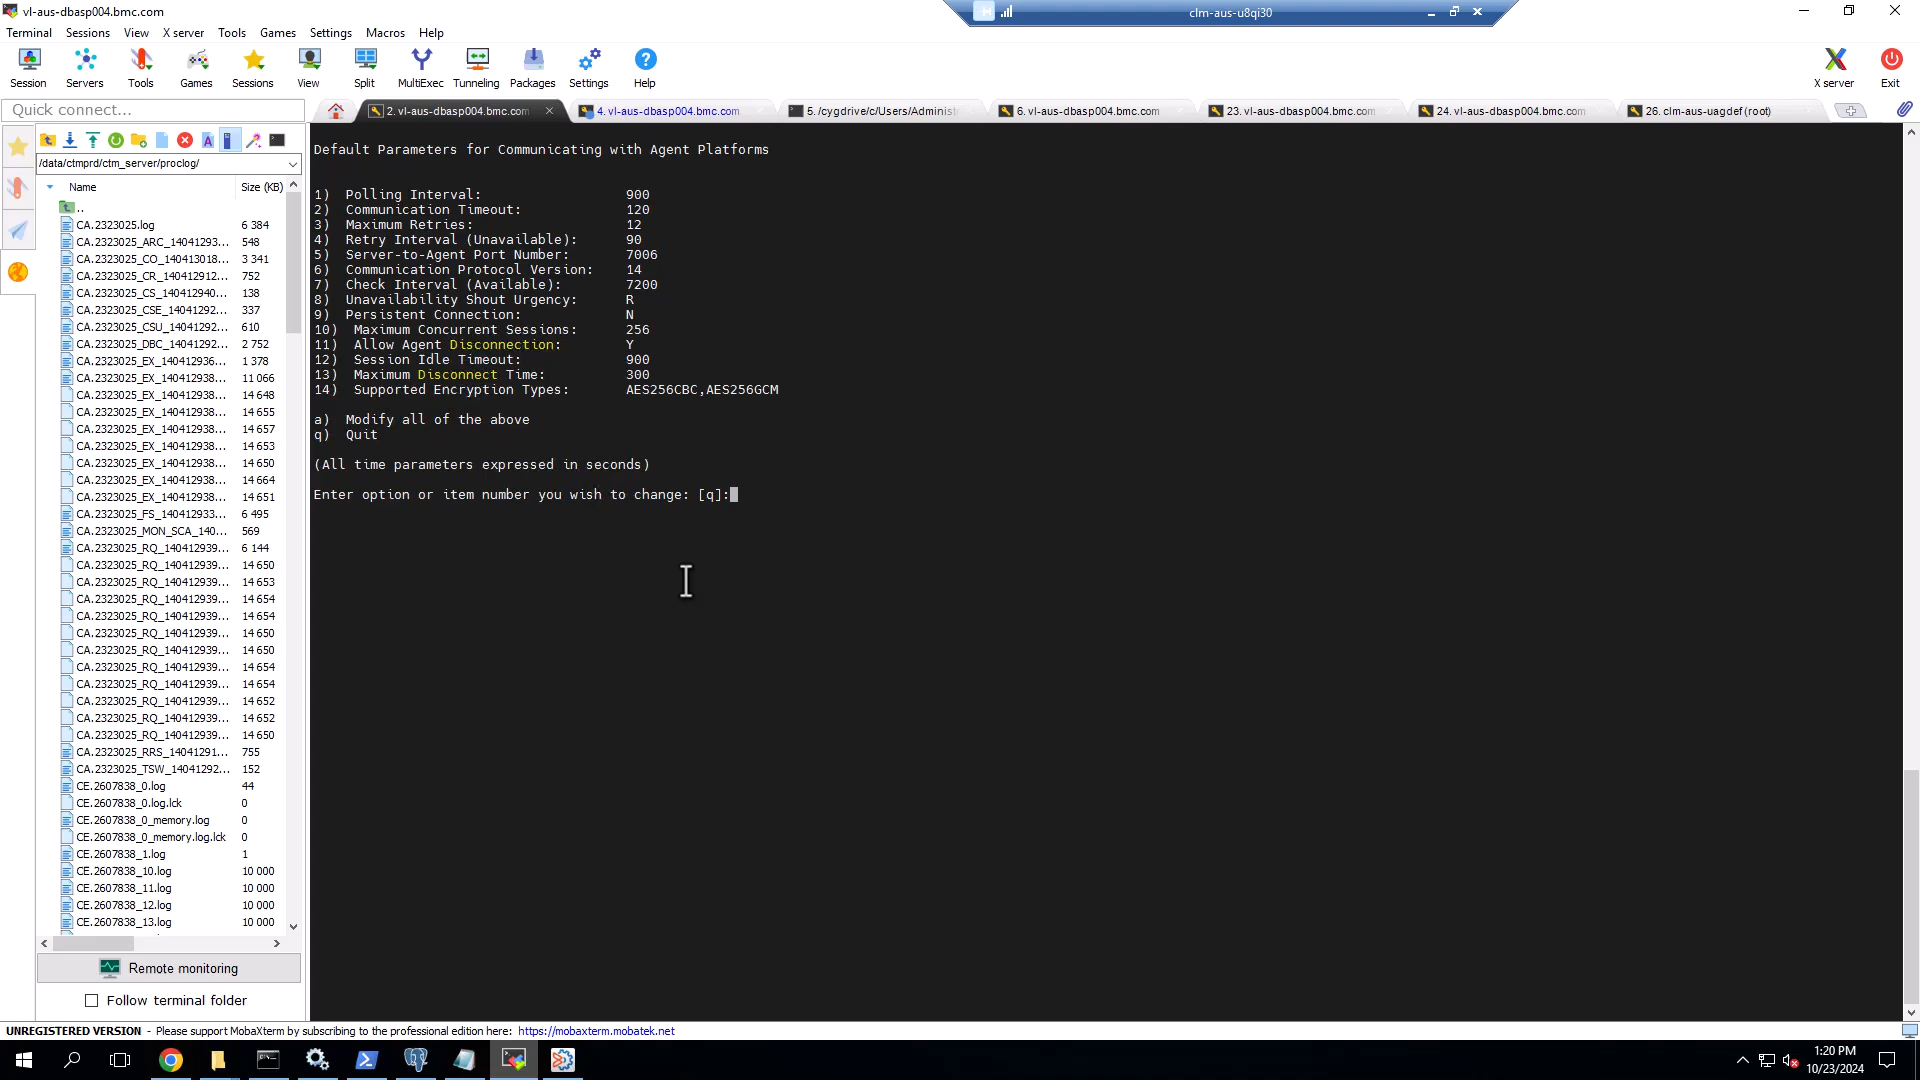 vl-aus-dbasp004.bmc.com
clm-aus-u8qi30
Terminal Sessions View X server Tools Games Settings Macros Help
Session Servers Tools Games Sessions View Split MultiExec Tunneling Packages Settings Help X server Exit
Quick connect...
2. vl-aus-dbasp004.bmc.com
4. vl-aus-dbasp004.bmc.com
5. /cygdrive/c/Users/Administ
6. vl-aus-dbasp004.bmc.com
23. vl-aus-dbasp004.bmc.com
24. vl-aus-dbasp004.bmc.com
26. clm-aus-uagdef (root)
/data/ctmprd/ctm_server/proclog/
Name Size (KB)
..
CA.2323025.log 6 384
CA.2323025_ARC_14041293... 548
CA.2323025_CO_140413018... 3 341
CA.2323025_CR_140412912... 752
CA.2323025_CS_140412940... 138
CA.2323025_CSE_14041292... 337
CA.2323025_CSU_14041292... 610
CA.2323025_DBC_14041292... 2 752
CA.2323025_EX_140412936... 1 378
CA.2323025_EX_140412938... 11 066
CA.2323025_EX_140412938... 14 648
CA.2323025_EX_140412938... 14 655
CA.2323025_EX_140412938... 14 657
CA.2323025_EX_140412938... 14 653
CA.2323025_EX_140412938... 14 650
CA.2323025_EX_140412938... 14 664
CA.2323025_EX_140412938... 14 651
CA.2323025_FS_140412933... 6 495
CA.2323025_MON_SCA_140... 569
CA.2323025_RQ_140412939... 6 144
CA.2323025_RQ_140412939... 14 650
CA.2323025_RQ_140412939... 14 653
CA.2323025_RQ_140412939... 14 654
CA.2323025_RQ_140412939... 14 654
CA.2323025_RQ_140412939... 14 650
CA.2323025_RQ_140412939... 14 650
CA.2323025_RQ_140412939... 14 654
CA.2323025_RQ_140412939... 14 654
CA.2323025_RQ_140412939... 14 652
CA.2323025_RQ_140412939... 14 652
CA.2323025_RQ_140412939... 14 650
CA.2323025_RRS_14041291... 755
CA.2323025_TSW_14041292... 152
CE.2607838_0.log 44
CE.2607838_0.log.lck 0
CE.2607838_0_memory.log 0
CE.2607838_0_memory.log.lck 0
CE.2607838_1.log 1
CE.2607838_10.log 10 000
CE.2607838_11.log 10 000
CE.2607838_12.log 10 000
CE.2607838_13.log 10 000
Remote monitoring
Follow terminal folder
Default Parameters for Communicating with Agent Platforms
1) Polling Interval: 900
2) Communication Timeout: 120
3) Maximum Retries: 12
4) Retry Interval (Unavailable): 90
5) Server-to-Agent Port Number: 7006
6) Communication Protocol Version: 14
7) Check Interval (Available): 7200
8) Unavailability Shout Urgency: R
9) Persistent Connection: N
10) Maximum Concurrent Sessions: 256
11) Allow Agent Disconnection: Y
12) Session Idle Timeout: 900
13) Maximum Disconnect Time: 300
14) Supported Encryption Types: AES256CBC,AES256GCM
a) Modify all of the above
q) Quit
(All time parameters expressed in seconds)
Enter option or item number you wish to change: [q]:
UNREGISTERED VERSION - Please support MobaXterm by subscribing to the professional edition here: https://mobaxterm.mobatek.net
1:20 PM
10/23/2024